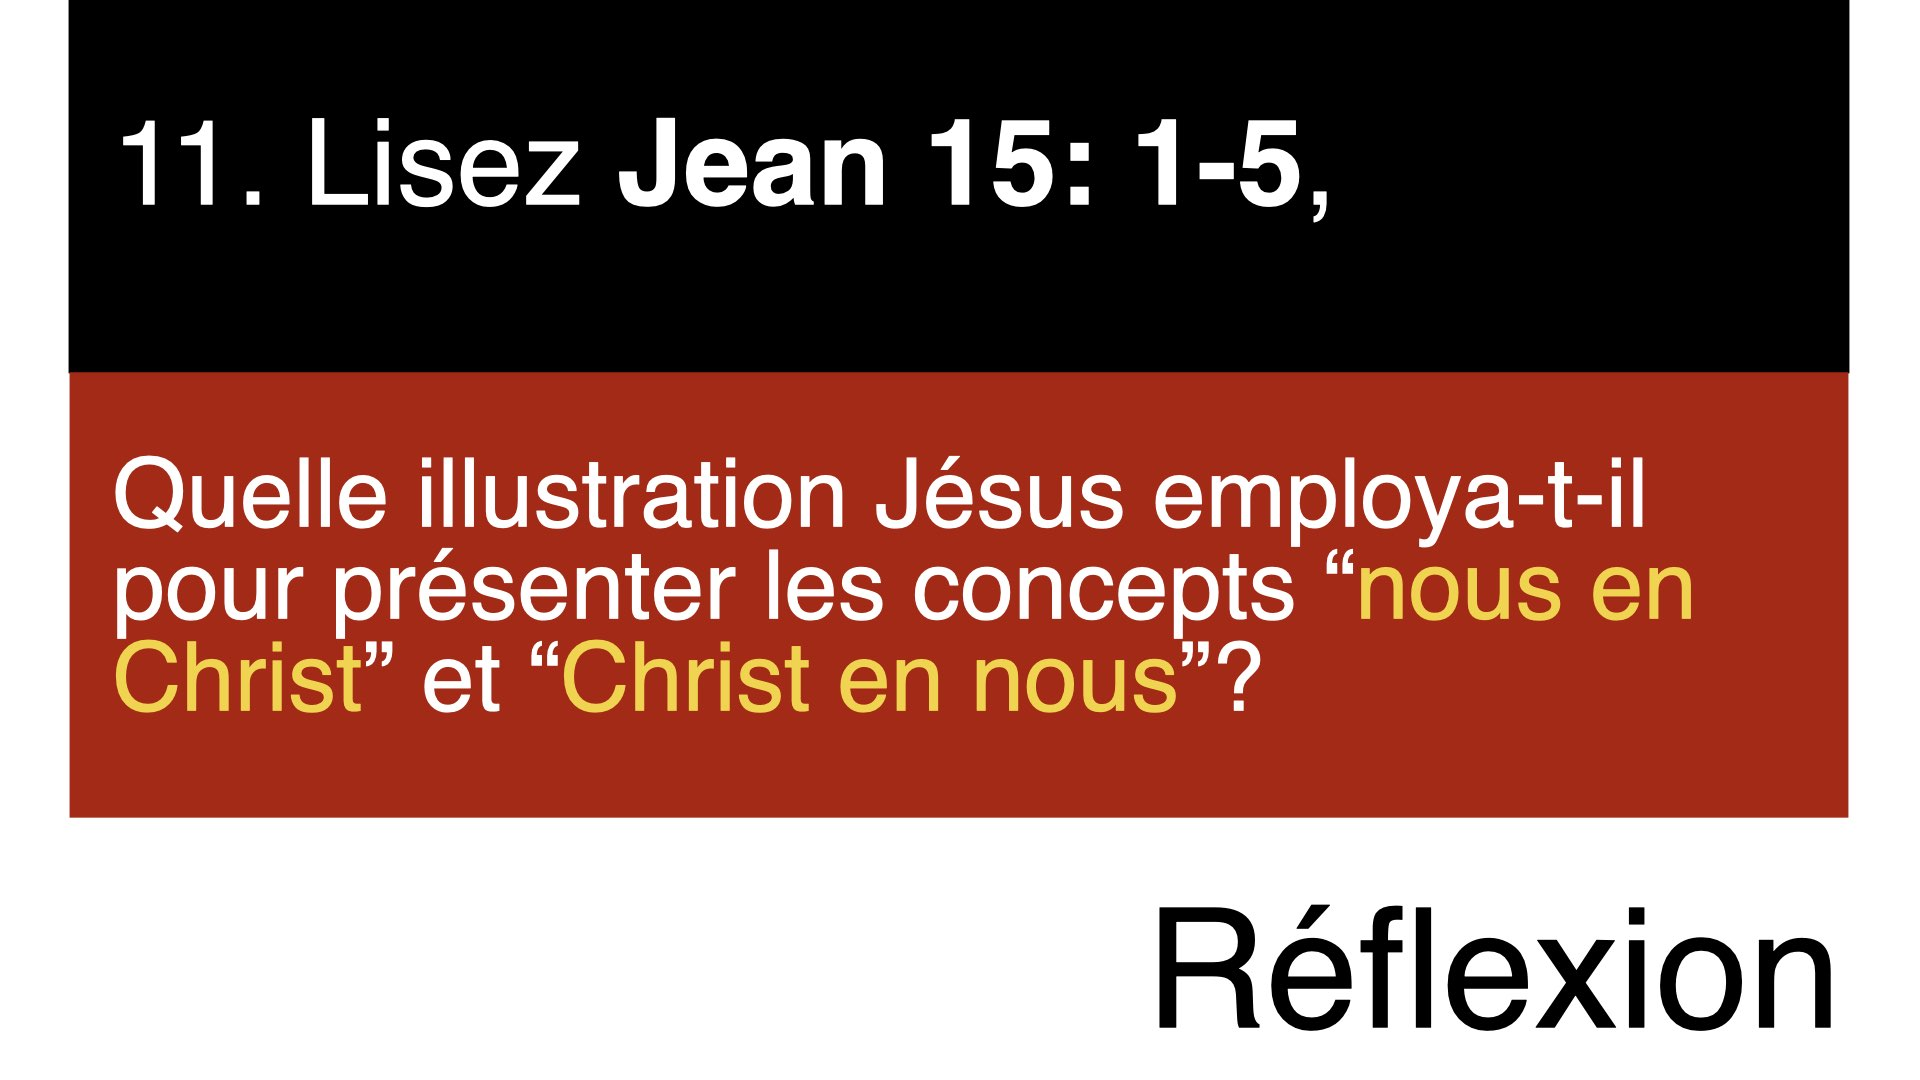 11. Lisez Jean 15: 1-5,
Quelle illustration Jésus employa-t-il
pour présenter les concepts “nous en
Christ” et “Christ en nous”?
Réflexion